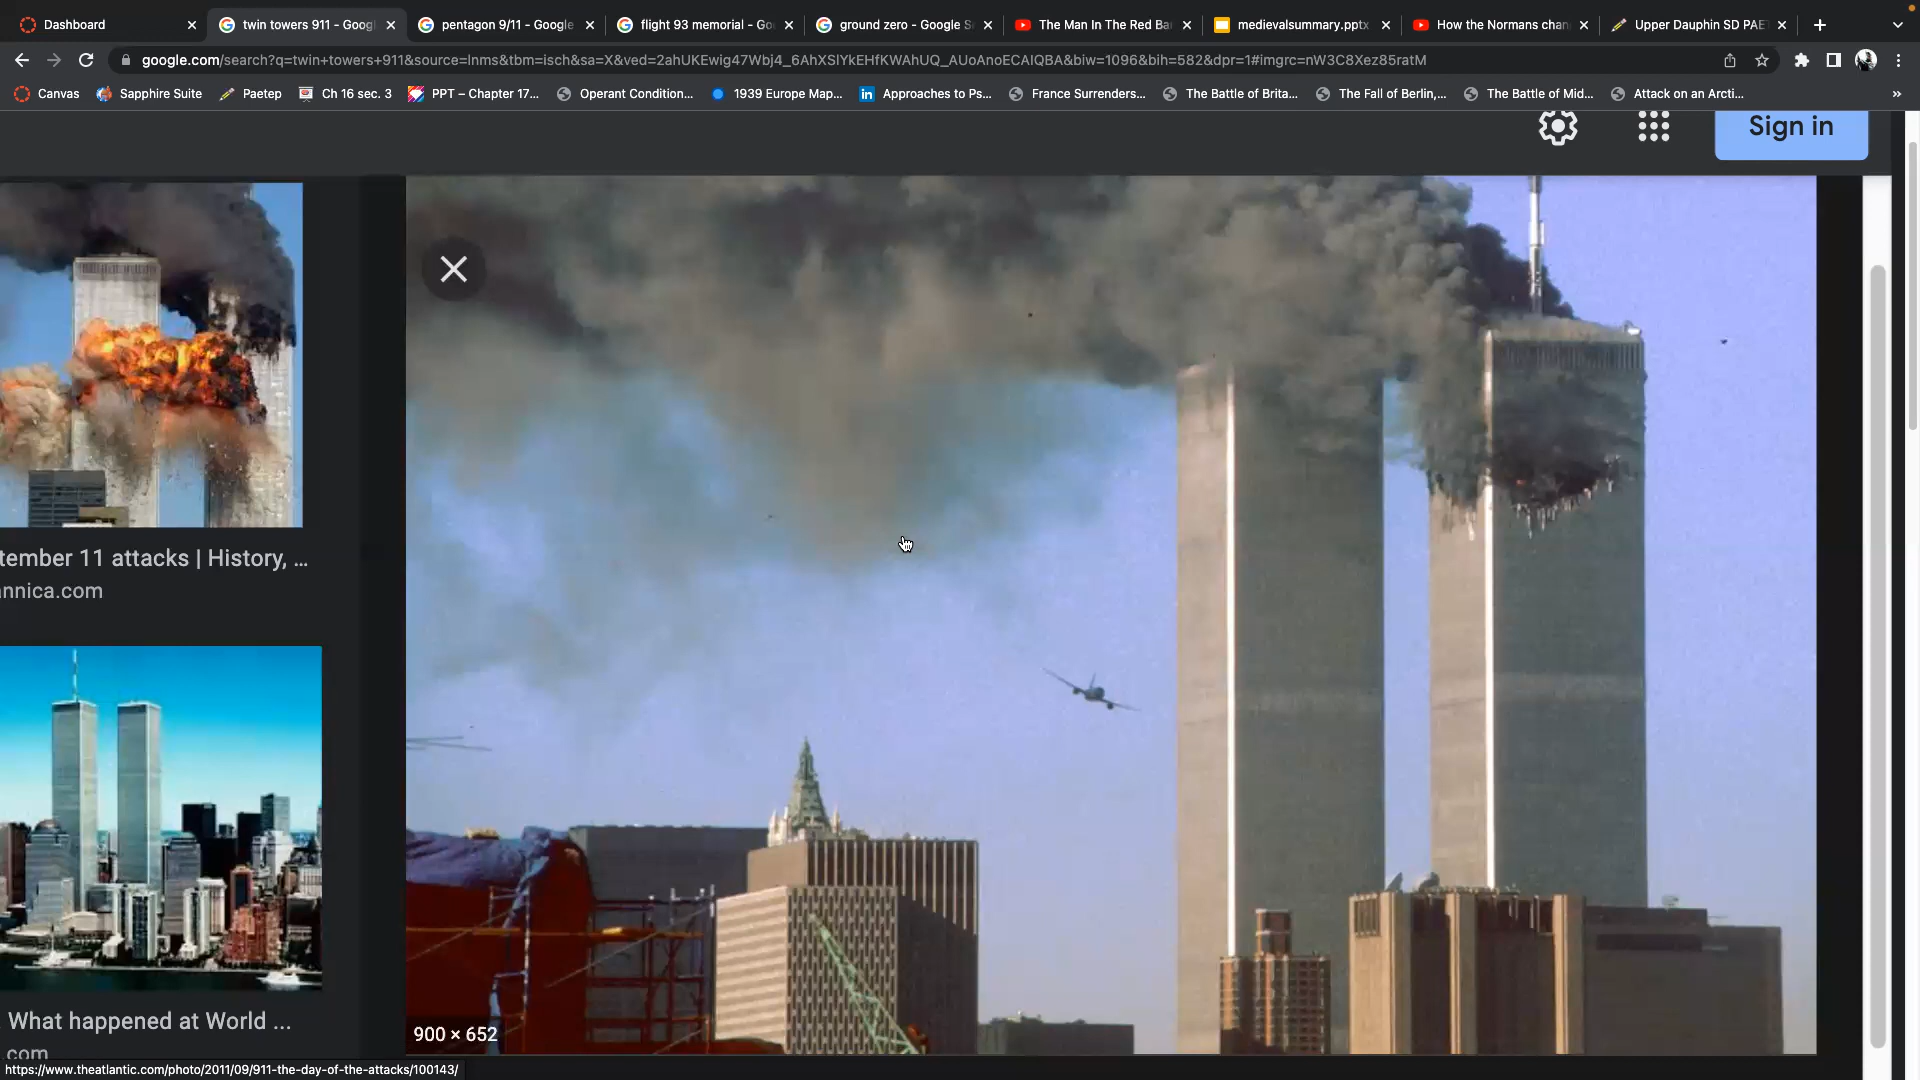 Dashboard
twin towers 911 - Googl
pentagon 9/11 - Google
flight 93 memorial - Go
ground zero - Google S
The Man In The Red Ba
medievalsummary.pptx
How the Normans chan
Upper Dauphin SD PAET
google.com/search?q=twin+towers+911&source=lnms&tbm=isch&sa=X&ved=2ahUKEwig47Wbj4_6AhXSlYkEHfKWAhUQ_AUoAnoECAIQBA&biw=1096&bih=582&dpr=1#imgrc=nW3C8Xez85ratM
Canvas
Sapphire Suite
Paetep
Ch 16 sec. 3
PPT – Chapter 17...
Operant Condition...
1939 Europe Map...
Approaches to Ps...
France Surrenders...
The Battle of Brita...
The Fall of Berlin,...
The Battle of Mid...
Attack on an Arcti...
»
Sign in
tember 11 attacks | History, ...
annica.com
What happened at World ...
.com
900 × 652
https://www.theatlantic.com/photo/2011/09/911-the-day-of-the-attacks/100143/